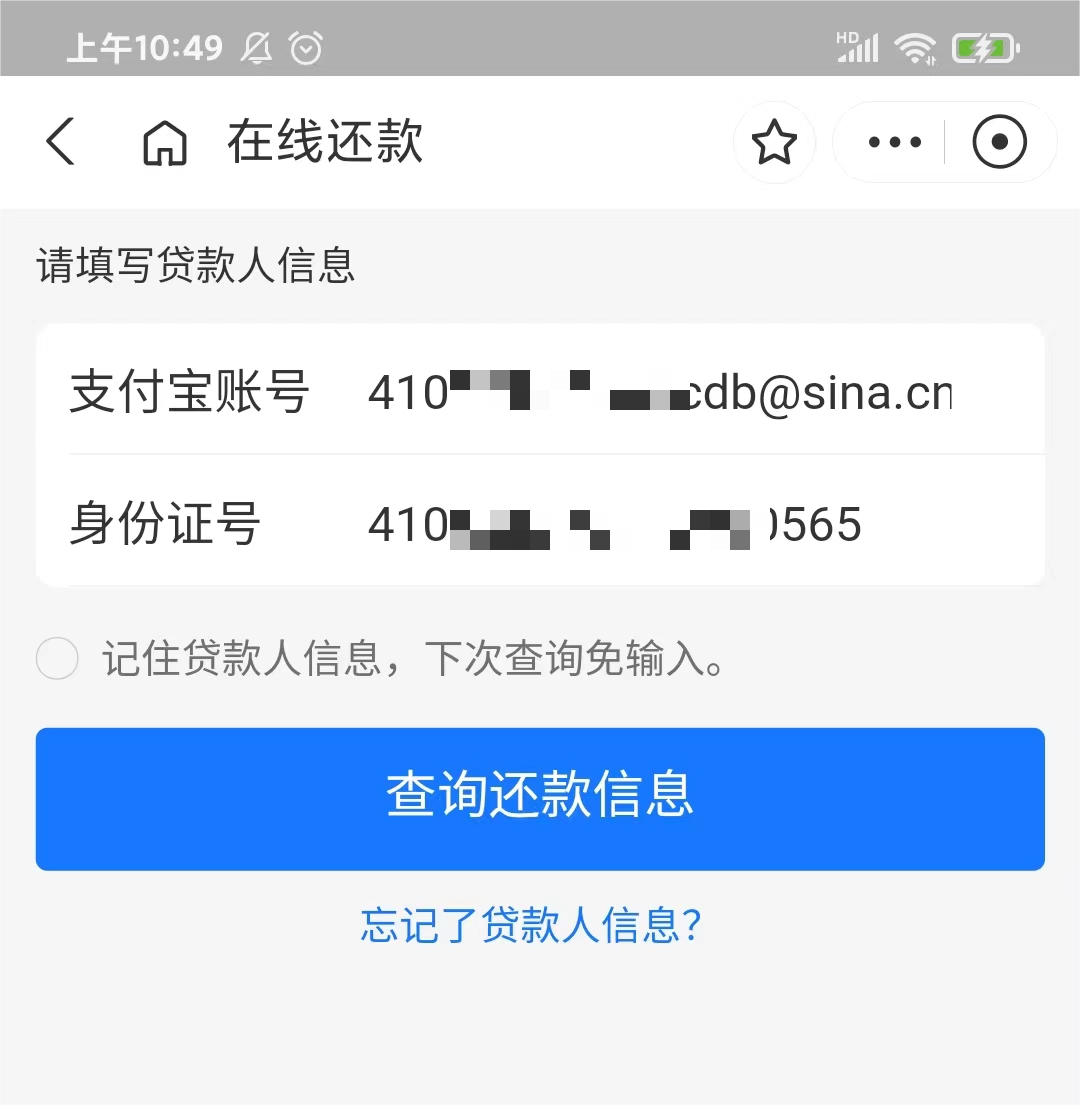 上午10:49
HD
在线还款
请填写贷款人信息
支付宝账号 410 cdb@sina.cn
身份证号 410 0565
记住贷款人信息，下次查询免输入。
查询还款信息
忘记了贷款人信息？